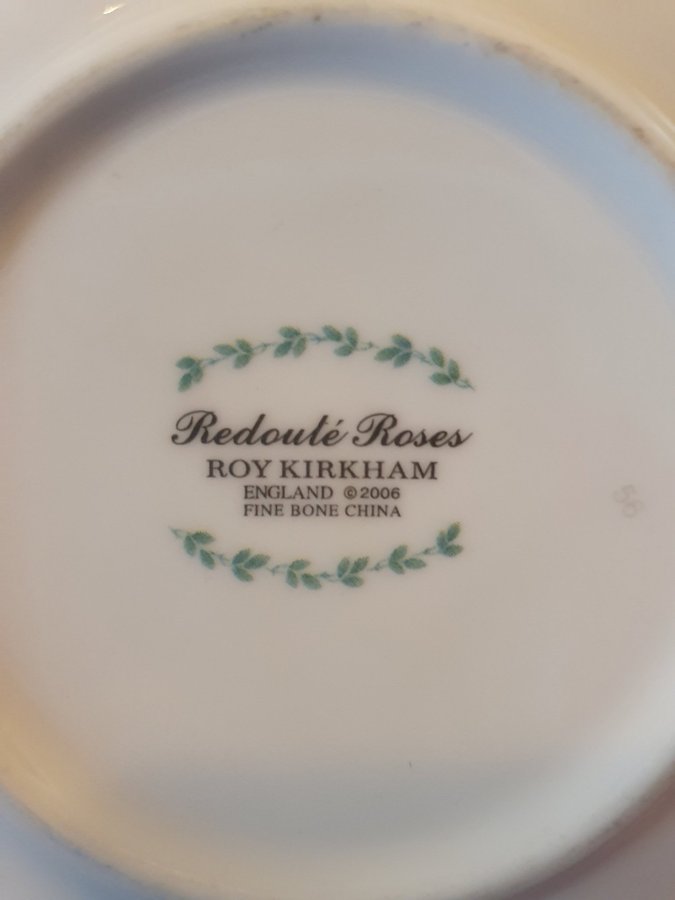 Redouté Roses
ROY KIRKHAM
ENGLAND ©2006
FINE BONE CHINA